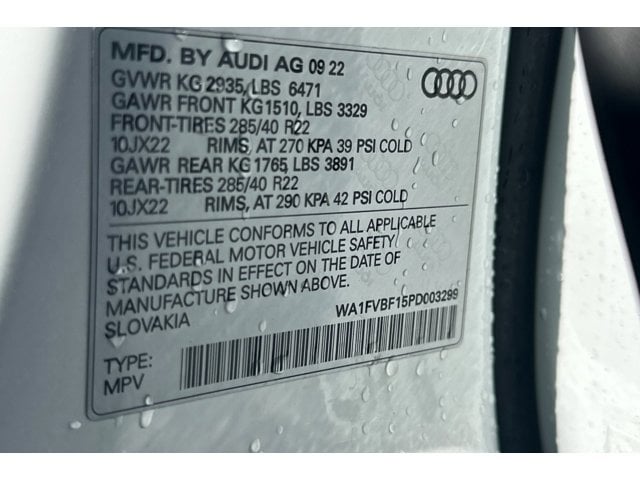 MFD. BY AUDI AG 09 22
GVWR KG 2935, LBS 6471
GAWR FRONT KG1510, LBS 3329
FRONT-TIRES 285/40 R22
10JX22 RIMS, AT 270 KPA 39 PSI COLD
GAWR REAR KG 1765, LBS 3891
REAR-TIRES 285/40 R22
10JX22 RIMS, AT 290 KPA 42 PSI COLD
THIS VEHICLE CONFORMS TO ALL APPLICABLE
U.S. FEDERAL MOTOR VEHICLE SAFETY
STANDARDS IN EFFECT ON THE DATE OF
MANUFACTURE SHOWN ABOVE.
SLOVAKIA WA1FVBF15PD003299
TYPE:
MPV